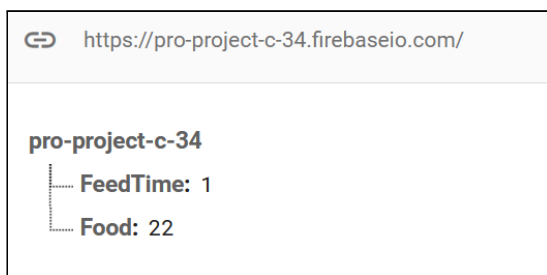 https://pro-project-c-34.firebaseio.com/
pro-project-c-34
FeedTime: 1
Food: 22